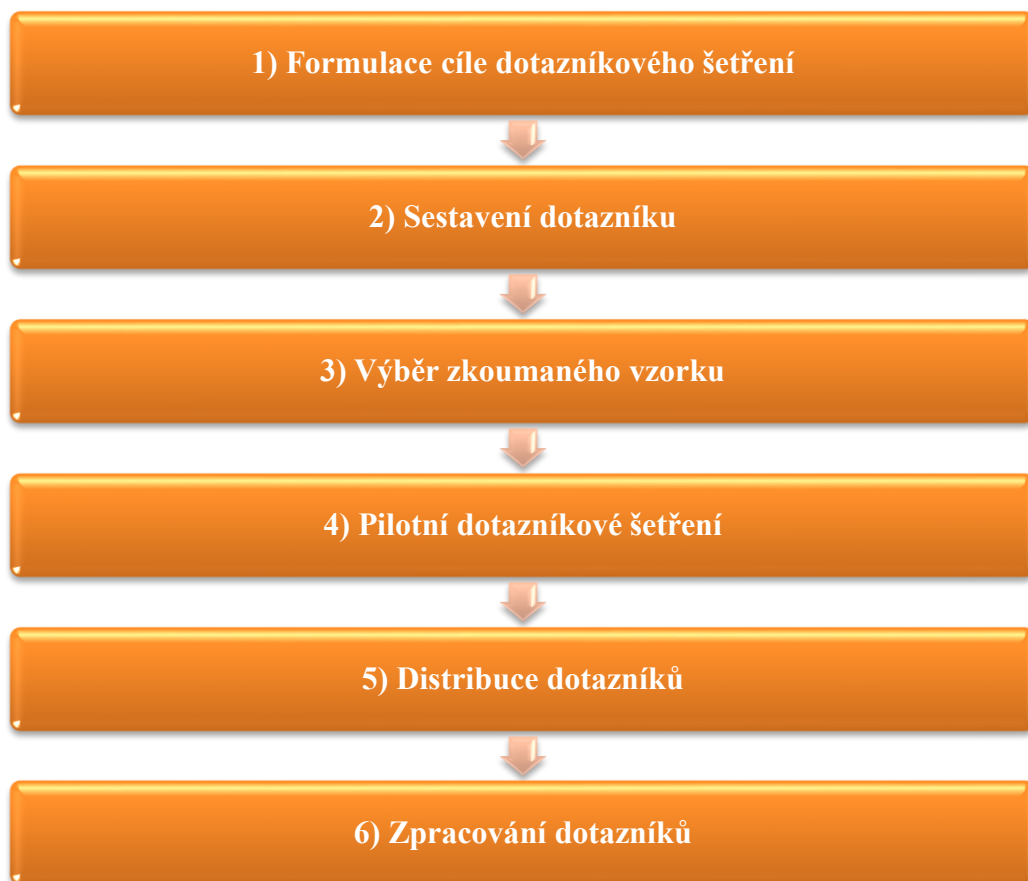 1) Formulace cíle dotazníkového šetření
2) Sestavení dotazníku
3) Výběr zkoumaného vzorku
4) Pilotní dotazníkové šetření
5) Distribuce dotazníků
6) Zpracování dotazníků